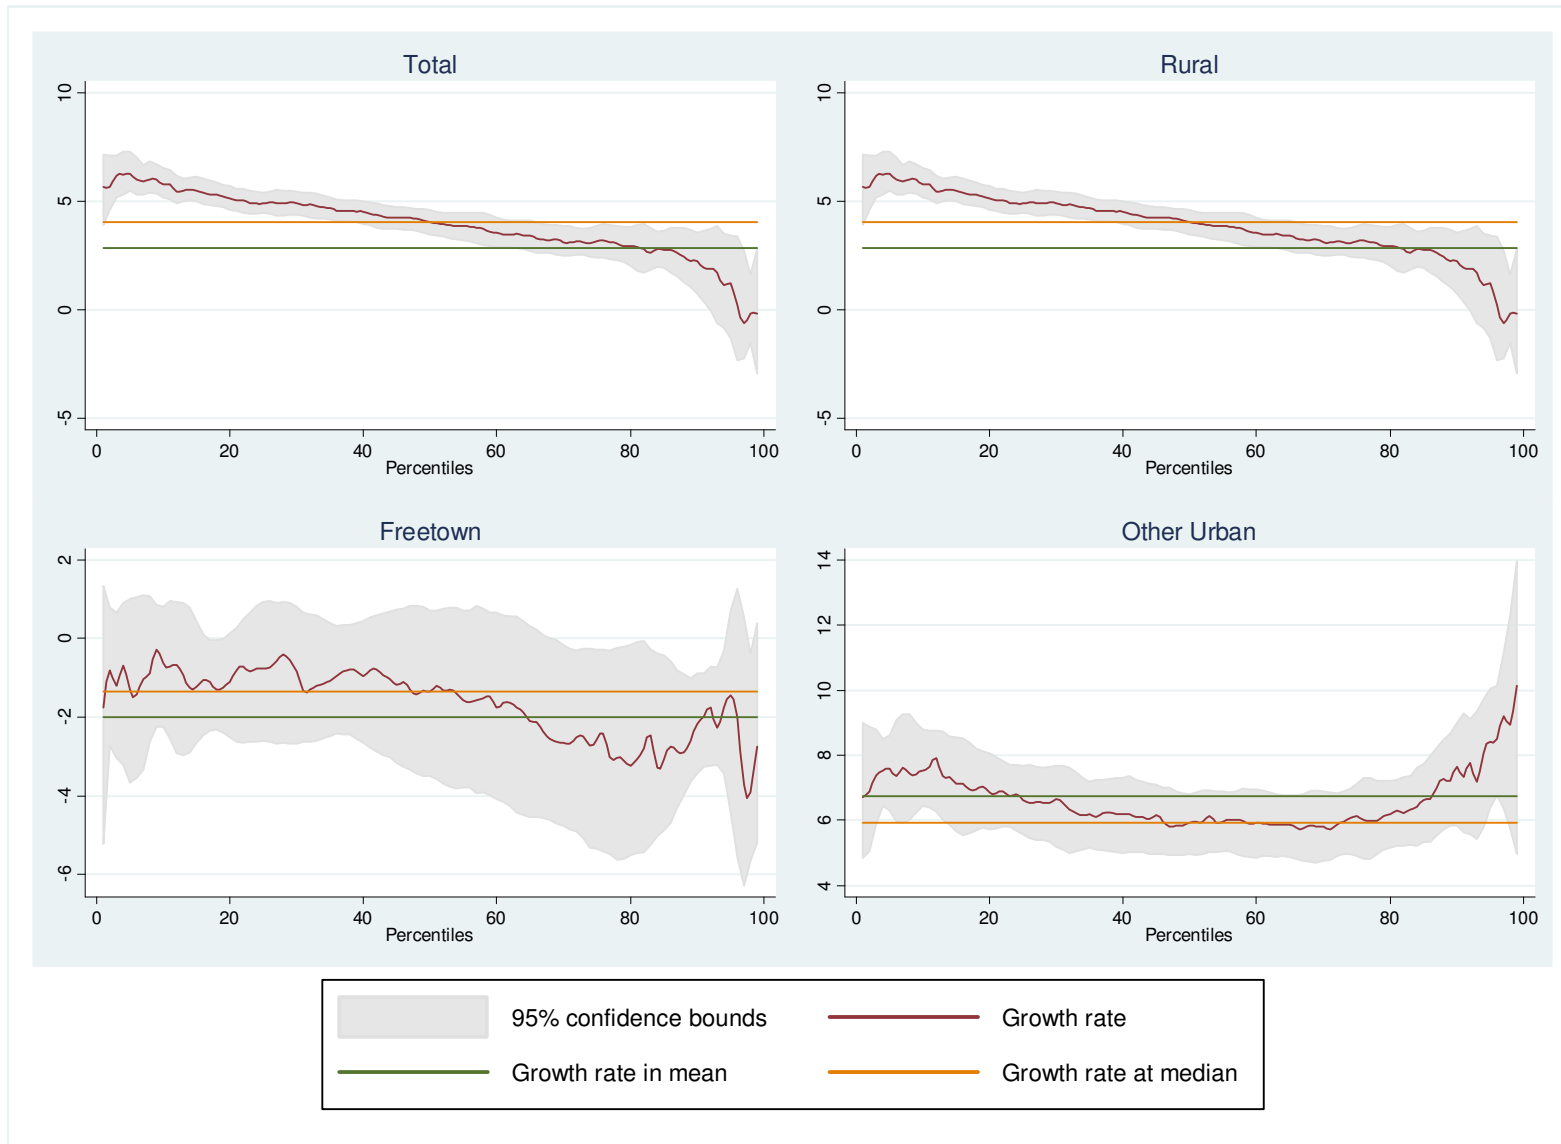 Total
10
5
0
-5
0 20 40 60 80 100
Percentiles
Rural
10
5
0
-5
0 20 40 60 80 100
Percentiles
Freetown
2
0
-2
-4
-6
0 20 40 60 80 100
Percentiles
Other Urban
14
12
10
8
6
4
0 20 40 60 80 100
Percentiles
95% confidence bounds Growth rate
Growth rate in mean Growth rate at median